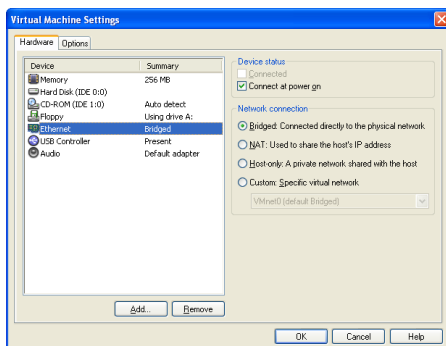 Virtual Machine Settings
Hardware Options
Device Summary
Memory 256 MB
Hard Disk (IDE 0:0)
CD-ROM (IDE 1:0) Auto detect
Floppy Using drive A:
Ethernet Bridged
USB Controller Present
Audio Default adapter
Add... Remove
Device status
Connected
Connect at power on
Network connection
Bridged: Connected directly to the physical network
NAT: Used to share the host's IP address
Host-only: A private network shared with the host
Custom: Specific virtual network
VMnet0 (default Bridged)
OK Cancel Help